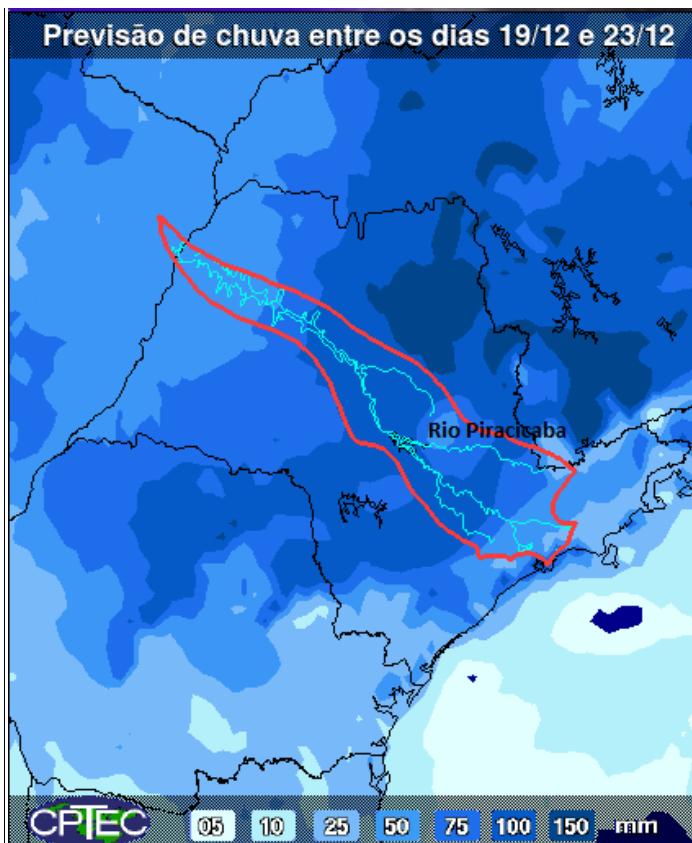 Previsão de chuva entre os dias 19/12 e 23/12
Rio Piracicaba
CPTEC 05 10 25 50 75 100 150 mm